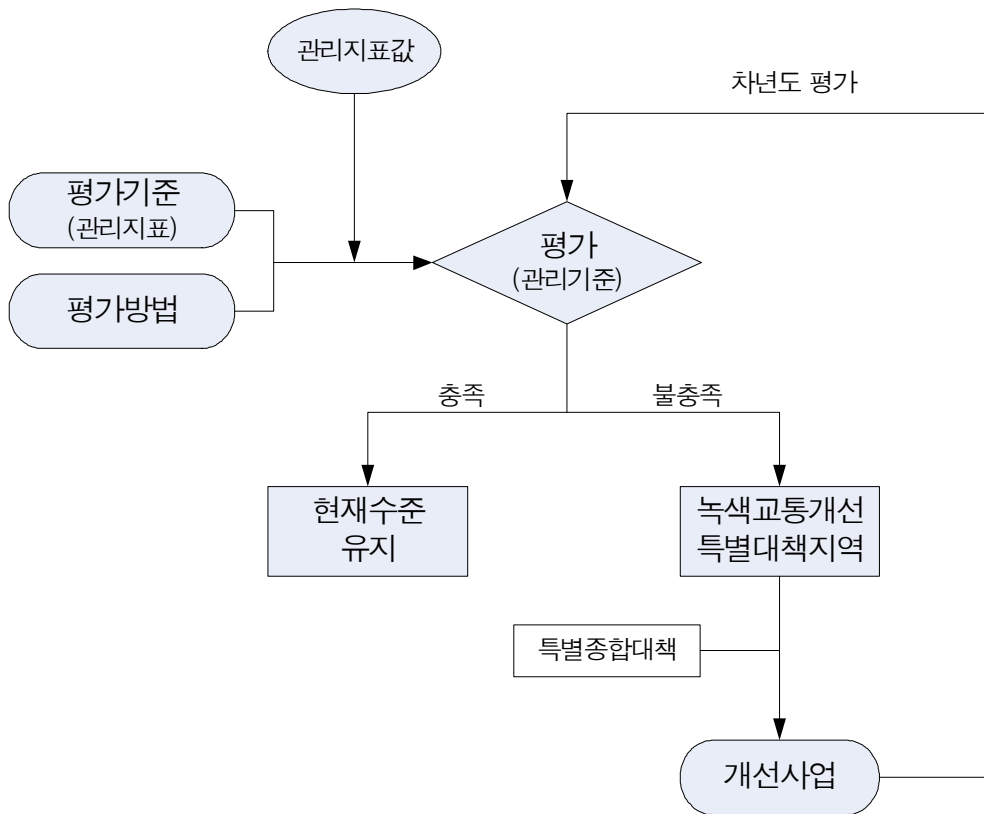 관리지표값
차년도 평가
평가기준
(관리지표)
평가
(관리기준)
평가방법
충족
불충족
현재수준
유지
녹색교통개선
특별대책지역
특별종합대책
개선사업